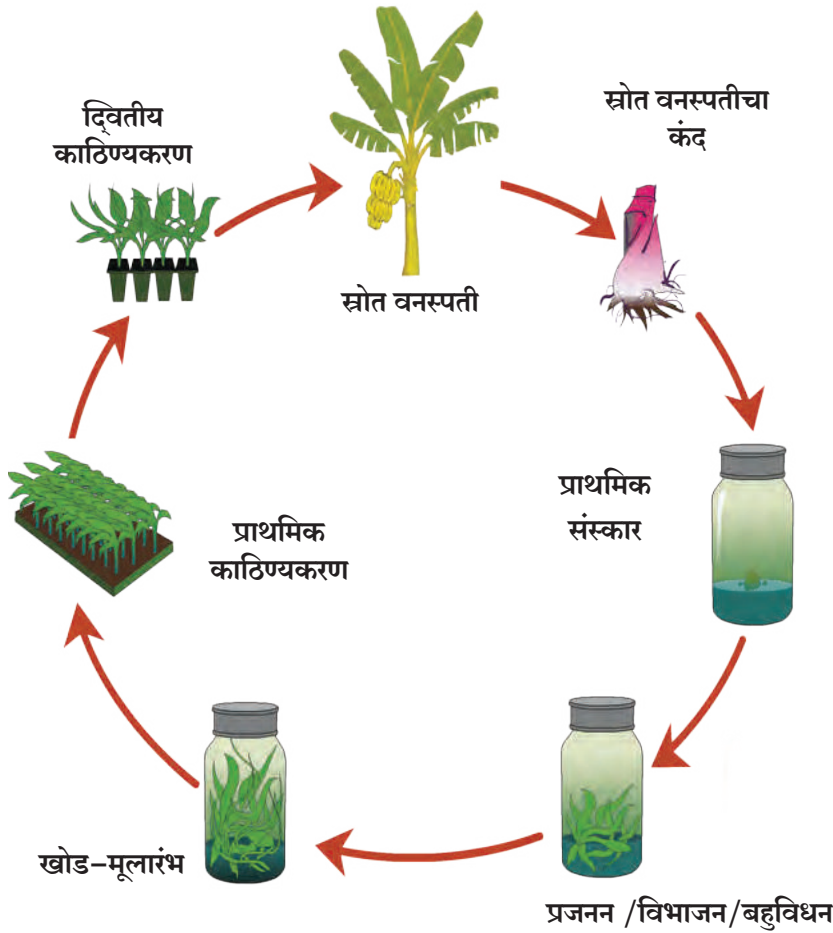 द्वितीय
काठिण्यकरण
स्रोत वनस्पतीचा
कंद
स्रोत वनस्पती
प्राथमिक
संस्कार
प्राथमिक
काठिण्यकरण
खोड–मूलारंभ
प्रजनन /विभाजन/बहुविधन